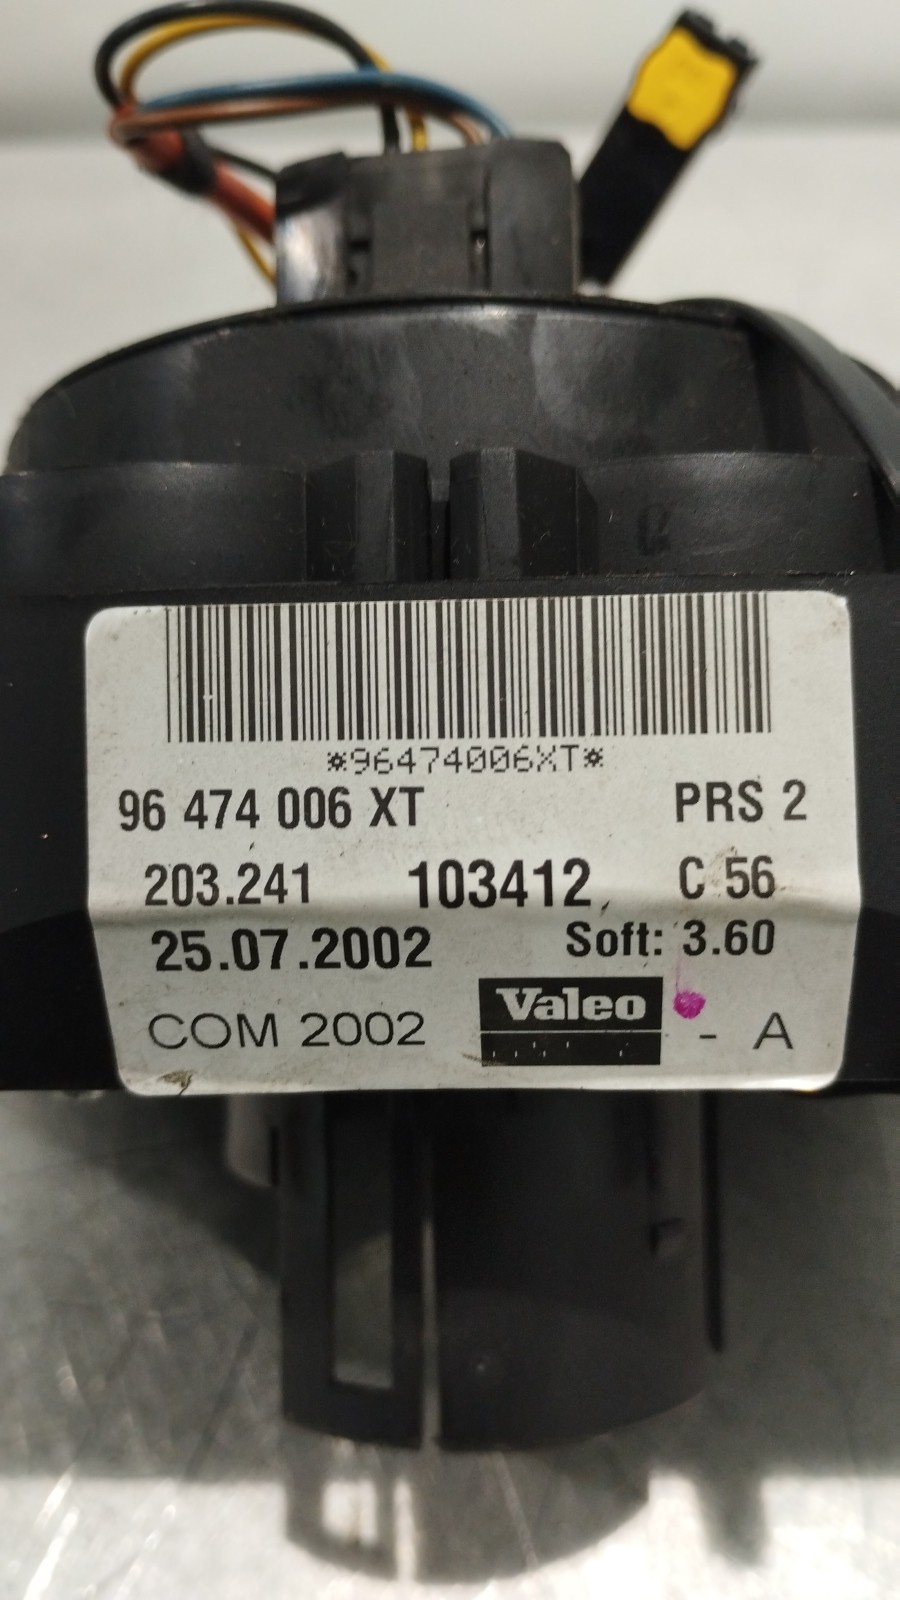 *96474006XT*
96 474 006 XT PRS 2
203.241 103412 C 56
25.07.2002 Soft: 3.60
COM 2002 Valeo - A